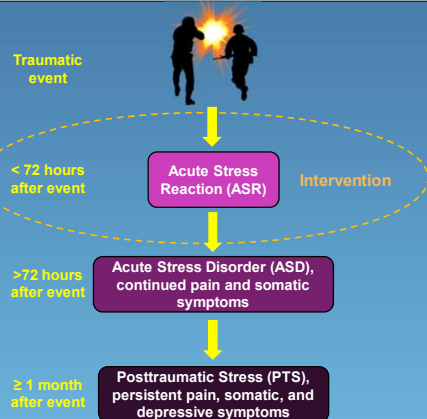 Traumatic
event
< 72 hours
after event
Acute Stress
Reaction (ASR)
Intervention
>72 hours
after event
Acute Stress Disorder (ASD),
continued pain and somatic
symptoms
≥ 1 month
after event
Posttraumatic Stress (PTS),
persistent pain, somatic, and
depressive symptoms